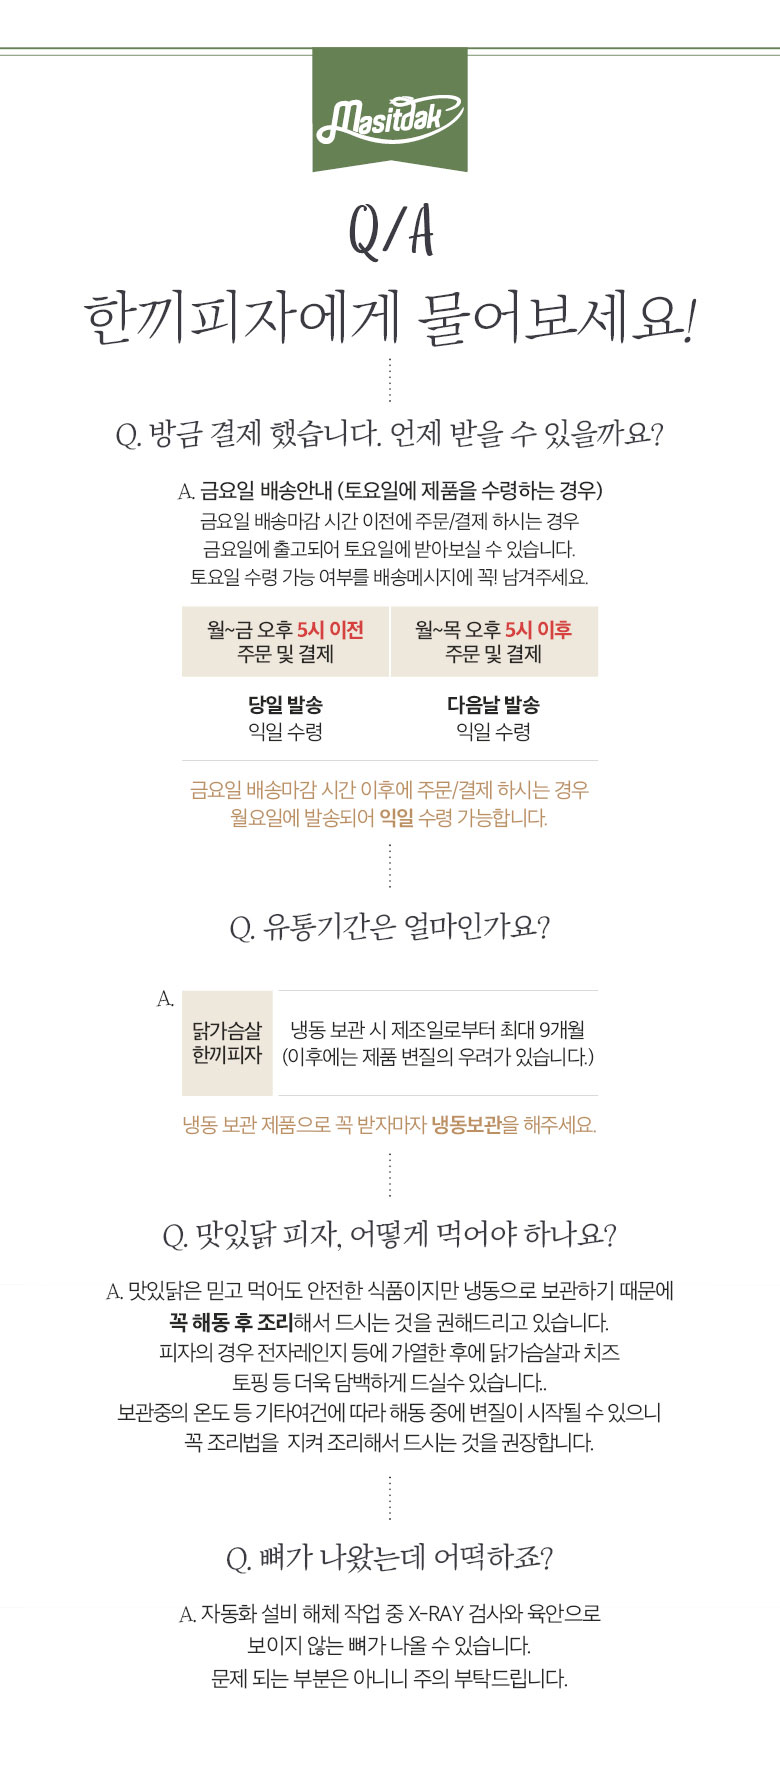 Masitdak
Q/A
한끼피자에게 물어보세요!
Q. 방금 결제 했습니다. 언제 받을 수 있을까요?
A. 금요일 배송안내 (토요일에 제품을 수령하는 경우)
금요일 배송마감 시간 이전에 주문/결제 하시는 경우
금요일에 출고되어 토요일에 받아보실 수 있습니다.
토요일 수령 가능 여부를 배송메시지에 꼭! 남겨주세요.
월~금 오후 5시 이전
주문 및 결제
월~목 오후 5시 이후
주문 및 결제
당일 발송
익일 수령
다음날 발송
익일 수령
금요일 배송마감 시간 이후에 주문/결제 하시는 경우
월요일에 발송되어 익일 수령 가능합니다.
Q. 유통기간은 얼마인가요?
A.
닭가슴살
한끼피자
냉동 보관 시 제조일로부터 최대 9개월
(이후에는 제품 변질의 우려가 있습니다.)
냉동 보관 제품으로 꼭 받자마자 냉동보관을 해주세요.
Q. 맛있닭 피자, 어떻게 먹어야 하나요?
A. 맛있닭은 믿고 먹어도 안전한 식품이지만 냉동으로 보관하기 때문에
꼭 해동 후 조리해서 드시는 것을 권해드리고 있습니다.
피자의 경우 전자레인지 등에 가열한 후에 닭가슴살과 치즈
토핑 등 더욱 담백하게 드실수 있습니다..
보관중의 온도 등 기타여건에 따라 해동 중에 변질이 시작될 수 있으니
꼭 조리법을 지켜 조리해서 드시는 것을 권장합니다.
Q. 뼈가 나왔는데 어떡하죠?
A. 자동화 설비 해체 작업 중 X-RAY 검사와 육안으로
보이지 않는 뼈가 나올 수 있습니다.
문제 되는 부분은 아니니 주의 부탁드립니다.